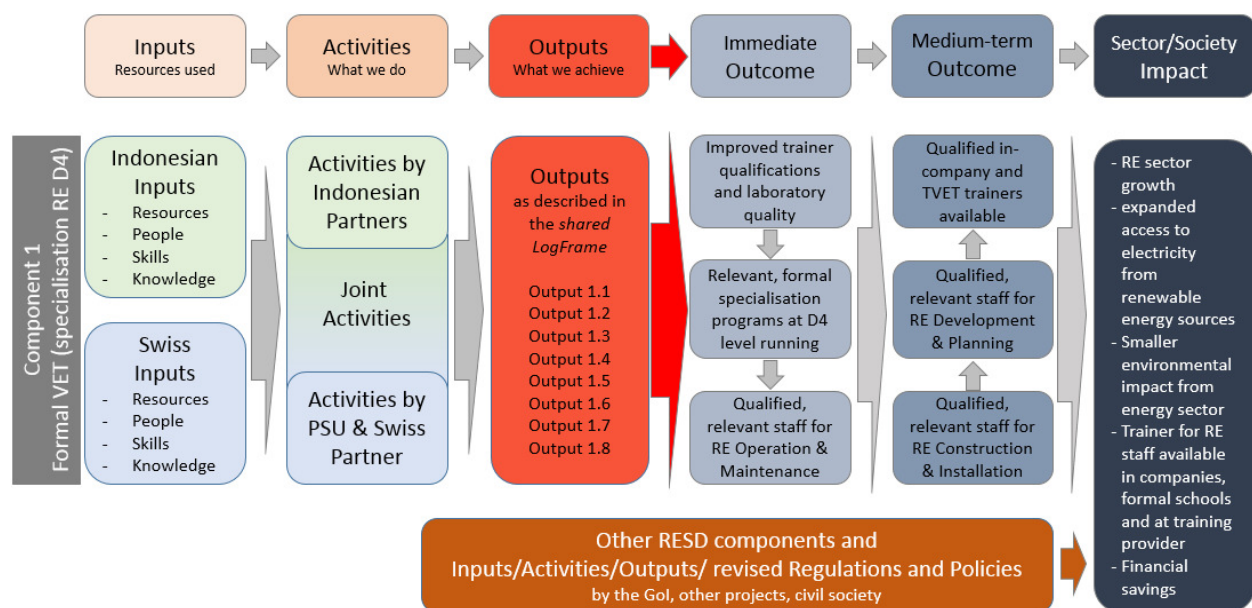 Inputs
Resources used
Activities
What we do
Outputs
What we achieve
Immediate
Outcome
Medium-term
Outcome
Sector/Society
Impact
Component 1
Formal VET (specialisation RE D4)
Indonesian
Inputs
- Resources
- People
- Skills
- Knowledge
Swiss
Inputs
- Resources
- People
- Skills
- Knowledge
Activities by
Indonesian
Partners
Joint
Activities
Activities by
PSU & Swiss
Partner
Outputs
as described in
the shared
LogFrame
Output 1.1
Output 1.2
Output 1.3
Output 1.4
Output 1.5
Output 1.6
Output 1.7
Output 1.8
Improved trainer
qualifications
and laboratory
quality
Relevant, formal
specialisation
programs at D4
level running
Qualified,
relevant staff for
RE Operation &
Maintenance
Qualified in-
company and
TVET trainers
available
Qualified,
relevant staff for
RE Development
& Planning
Qualified,
relevant staff for
RE Construction
& Installation
- RE sector
growth
- expanded
access to
electricity
from
renewable
energy sources
- Smaller
environmental
impact from
energy sector
- Trainer for RE
staff available
in companies,
formal schools
and at training
provider
- Financial
savings
Other RESD components and
Inputs/Activities/Outputs/ revised Regulations and Policies
by the GoI, other projects, civil society